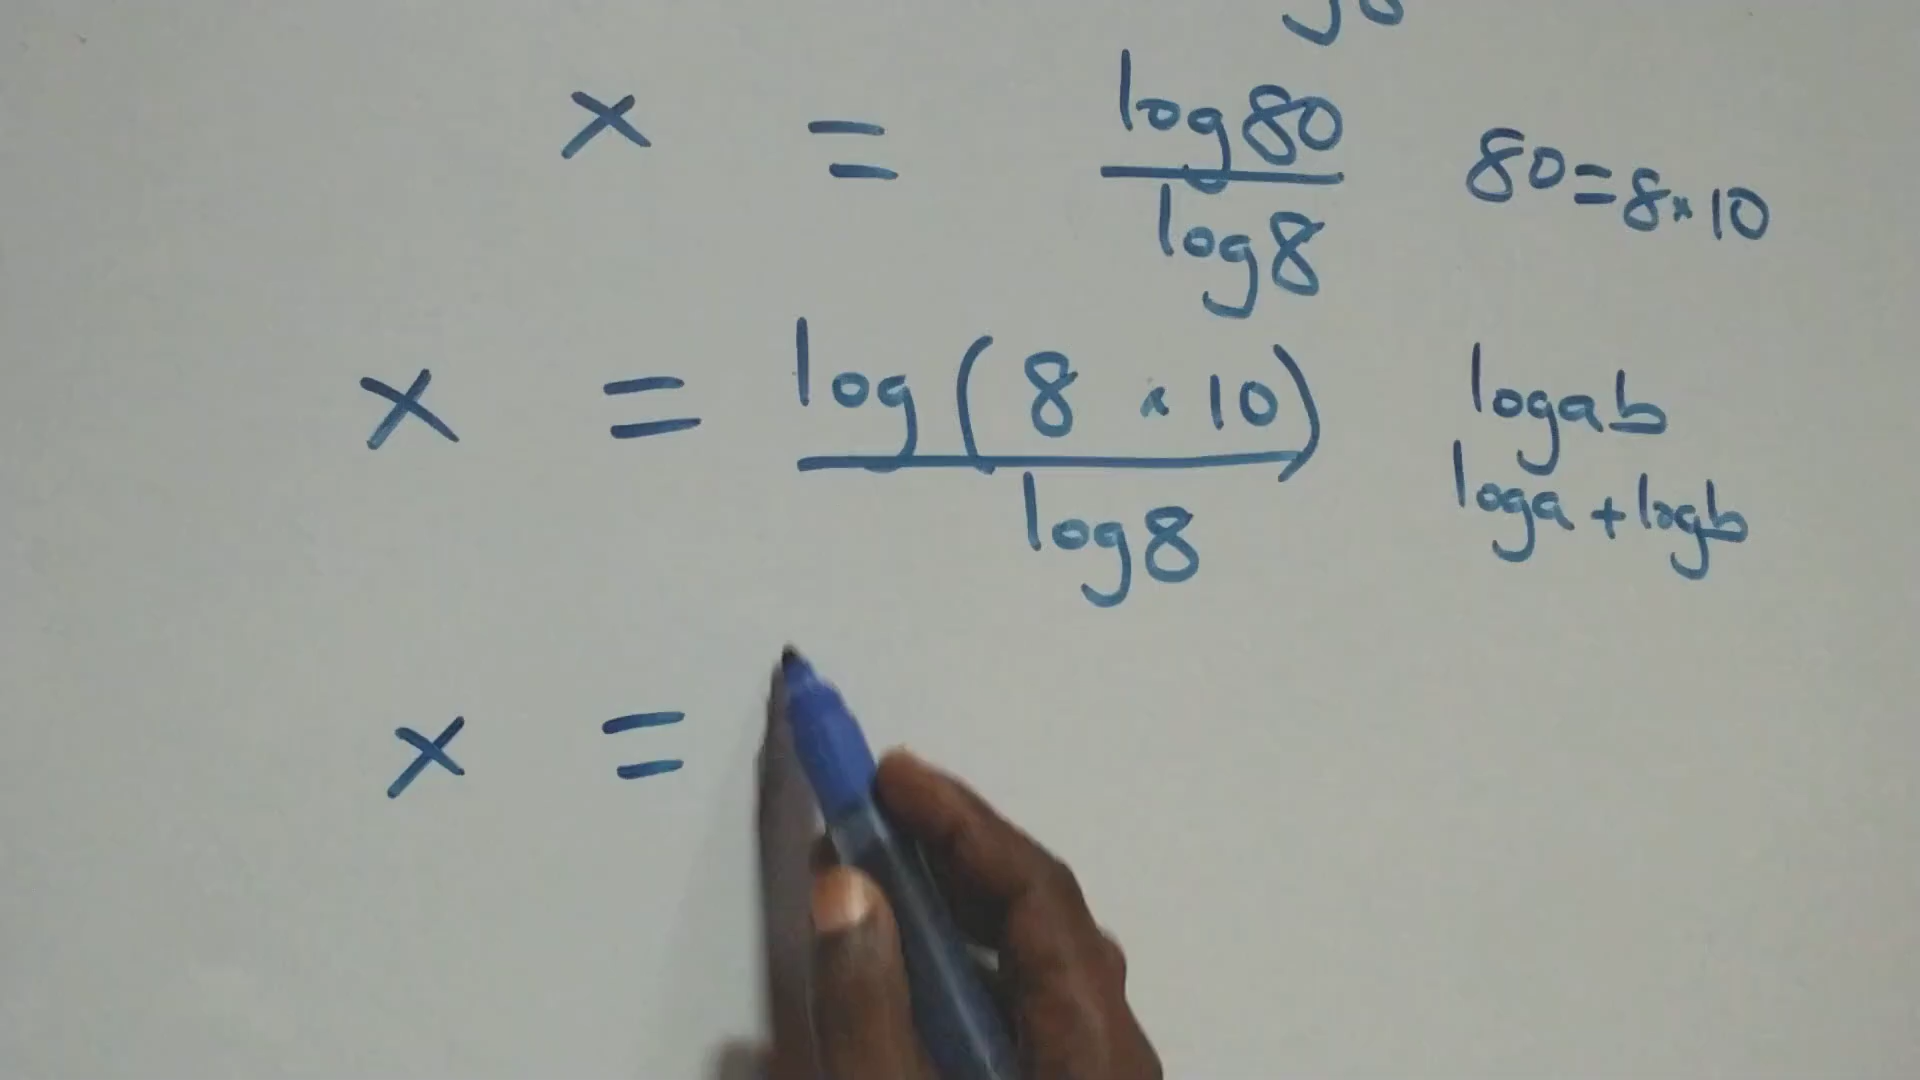 x = log80 / log8
80=8×10
x = log(8 × 10) / log8
logab
loga+logb
x =